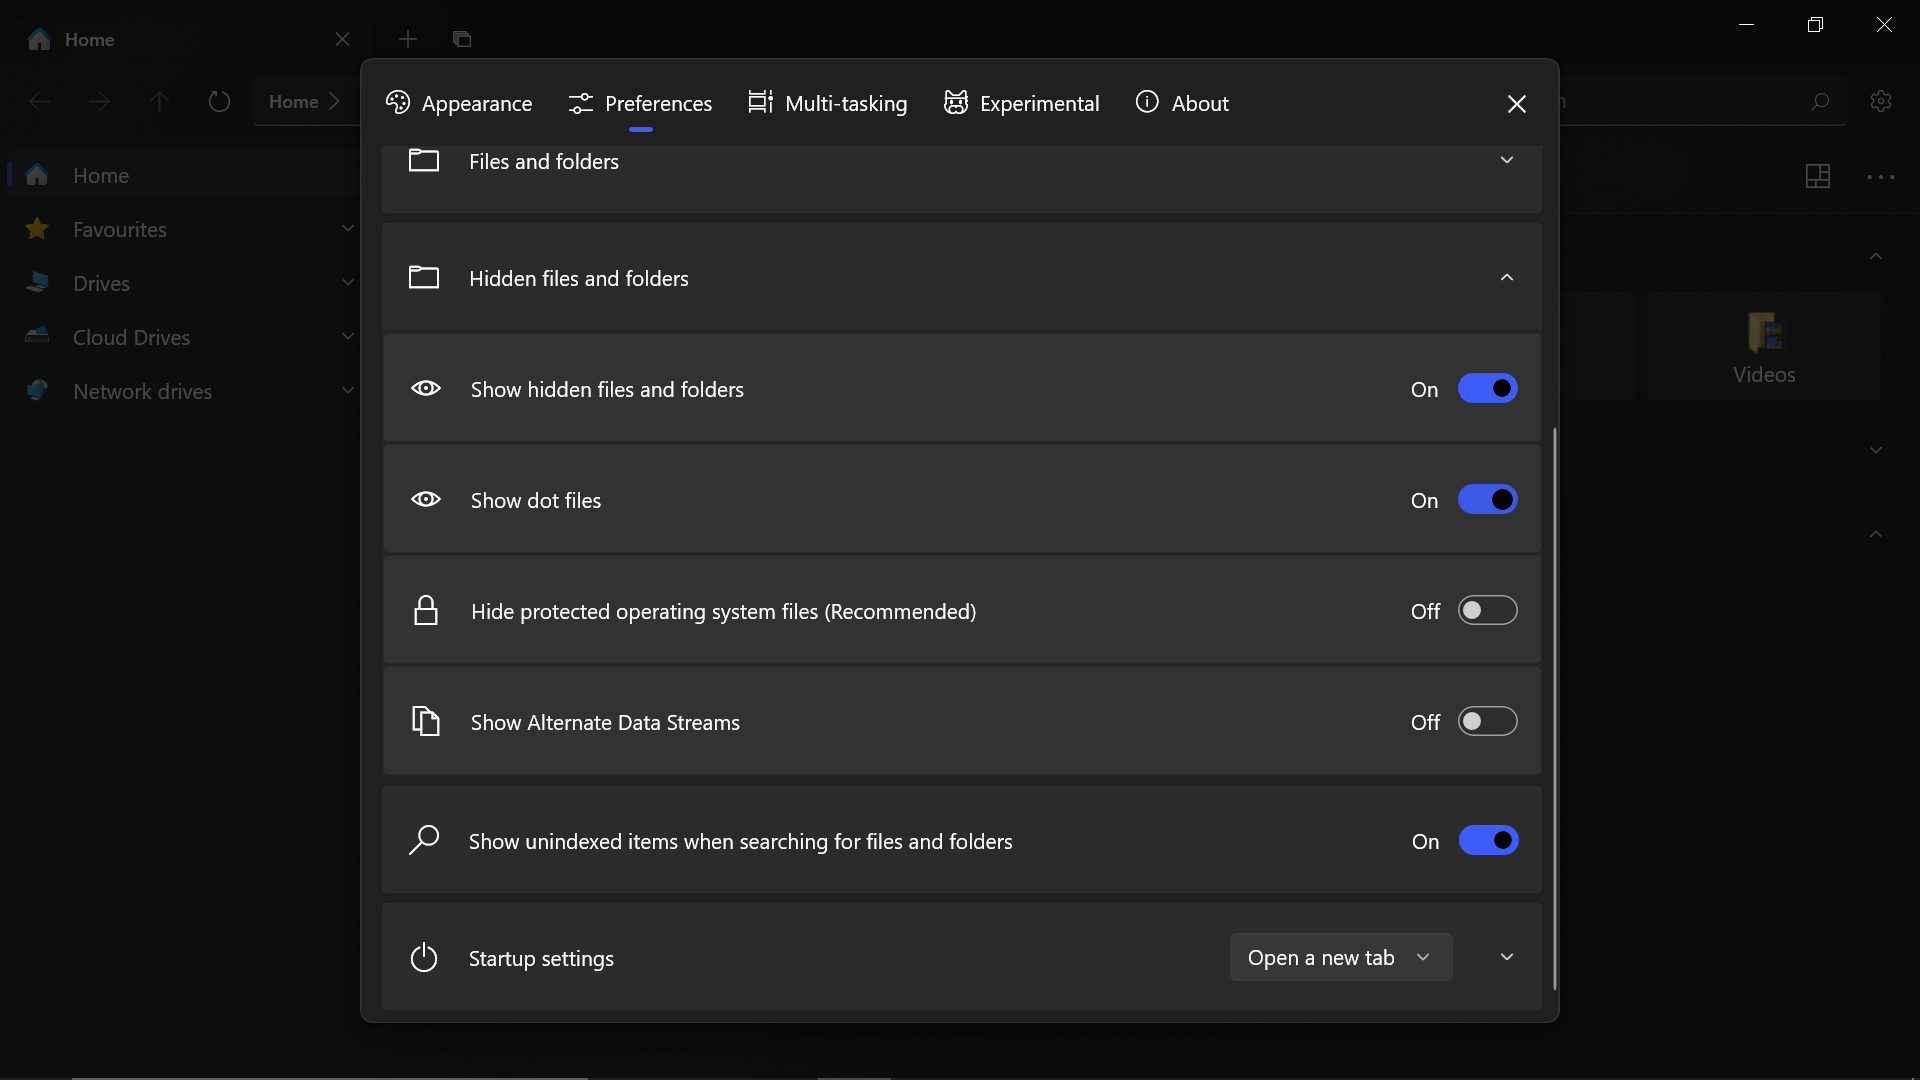 Home
Home
Appearance
Preferences
Multi-tasking
Experimental
About
Home
Favourites
Drives
Cloud Drives
Network drives
Files and folders
Hidden files and folders
Show hidden files and folders On
Show dot files On
Hide protected operating system files (Recommended) Off
Show Alternate Data Streams Off
Show unindexed items when searching for files and folders On
Startup settings Open a new tab
Videos